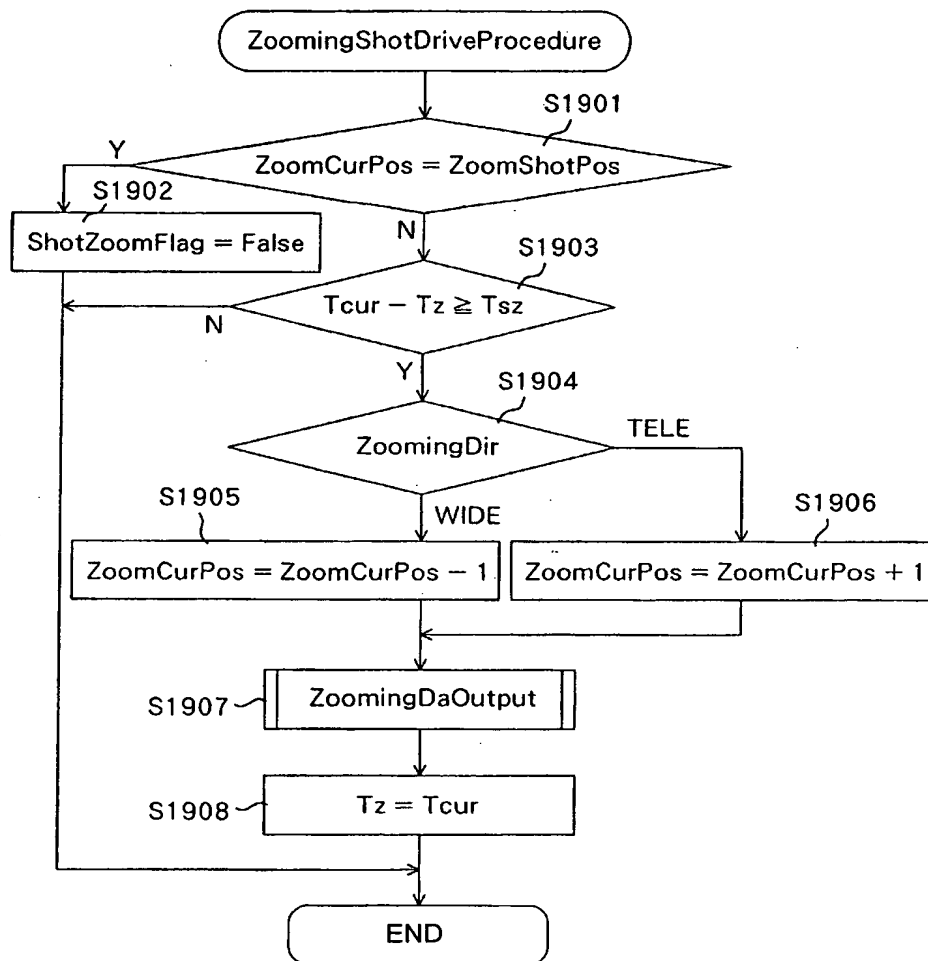 ZoomingShotDriveProcedure
S1901
ZoomCurPos = ZoomShotPos
Y
S1902
ShotZoomFlag = False
N
S1903
Tcur − Tz ≧ Tsz
N
Y
S1904
ZoomingDir
TELE
WIDE
S1905
ZoomCurPos = ZoomCurPos − 1
S1906
ZoomCurPos = ZoomCurPos + 1
S1907
ZoomingDaOutput
S1908
Tz = Tcur
END